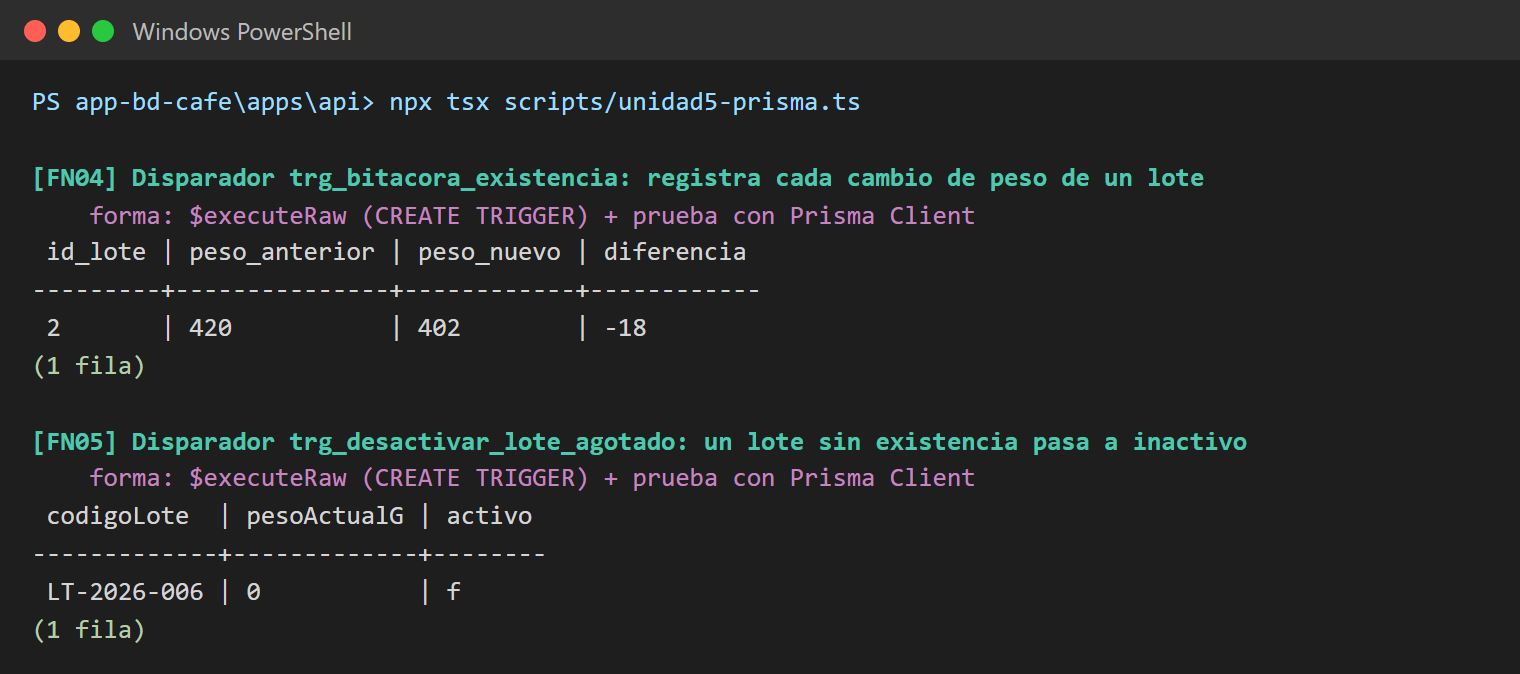 Windows PowerShell
PS app-bd-cafe\apps\api> npx tsx scripts/unidad5-prisma.ts
[FN04] Disparador trg_bitacora_existencia: registra cada cambio de peso de un lote
    forma: $executeRaw (CREATE TRIGGER) + prueba con Prisma Client
 id_lote | peso_anterior | peso_nuevo | diferencia
---------+---------------+------------+------------
 2       | 420           | 402        | -18
(1 fila)
[FN05] Disparador trg_desactivar_lote_agotado: un lote sin existencia pasa a inactivo
    forma: $executeRaw (CREATE TRIGGER) + prueba con Prisma Client
 codigoLote  | pesoActualG | activo
-------------+-------------+--------
 LT-2026-006 | 0           | f
(1 fila)